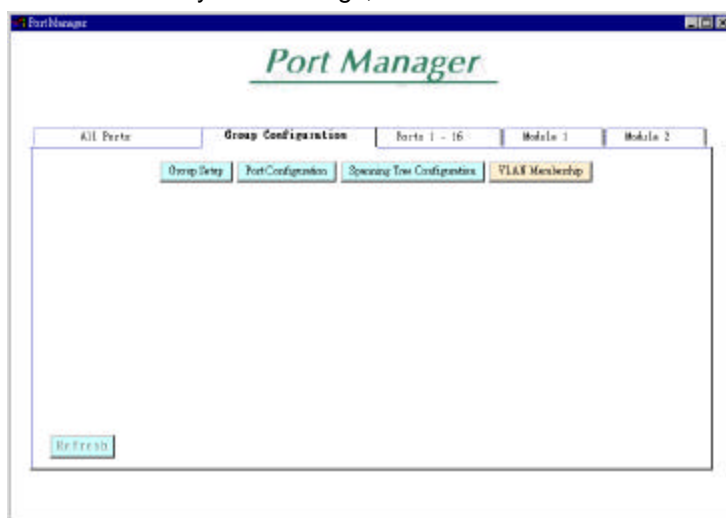 Port Manager
Port Manager
All Ports Group Configuration Ports 1 - 16 Module 1 Module 2
Group Setup Port Configuration Spanning Tree Configuration VLAN Membership
Refresh